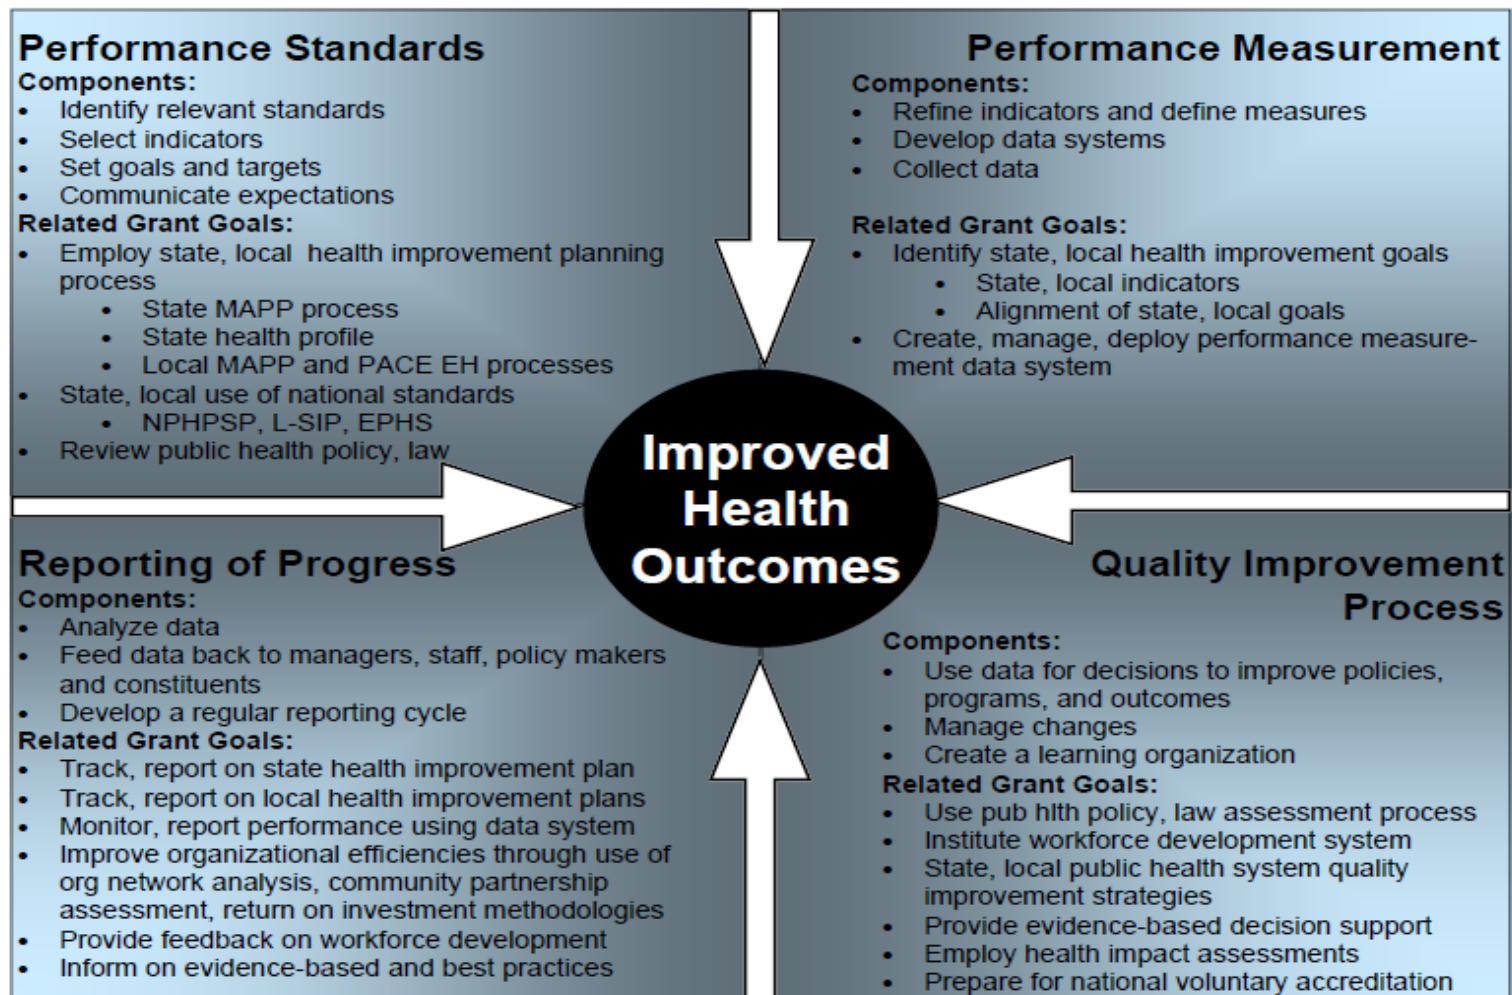 Performance Standards
Components:
• Identify relevant standards
• Select indicators
• Set goals and targets
• Communicate expectations
Related Grant Goals:
• Employ state, local health improvement planning
process
• State MAPP process
• State health profile
• Local MAPP and PACE EH processes
• State, local use of national standards
• NPHPSP, L-SIP, EPHS
• Review public health policy, law
Performance Measurement
Components:
• Refine indicators and define measures
• Develop data systems
• Collect data
Related Grant Goals:
• Identify state, local health improvement goals
• State, local indicators
• Alignment of state, local goals
• Create, manage, deploy performance measure-
ment data system
Improved
Health
Outcomes
Reporting of Progress
Components:
• Analyze data
• Feed data back to managers, staff, policy makers
and constituents
• Develop a regular reporting cycle
Related Grant Goals:
• Track, report on state health improvement plan
• Track, report on local health improvement plans
• Monitor, report performance using data system
• Improve organizational efficiencies through use of
org network analysis, community partnership
assessment, return on investment methodologies
• Provide feedback on workforce development
• Inform on evidence-based and best practices
Quality Improvement
Process
Components:
• Use data for decisions to improve policies,
programs, and outcomes
• Manage changes
• Create a learning organization
Related Grant Goals:
• Use pub hlth policy, law assessment process
• Institute workforce development system
• State, local public health system quality
improvement strategies
• Provide evidence-based decision support
• Employ health impact assessments
• Prepare for national voluntary accreditation